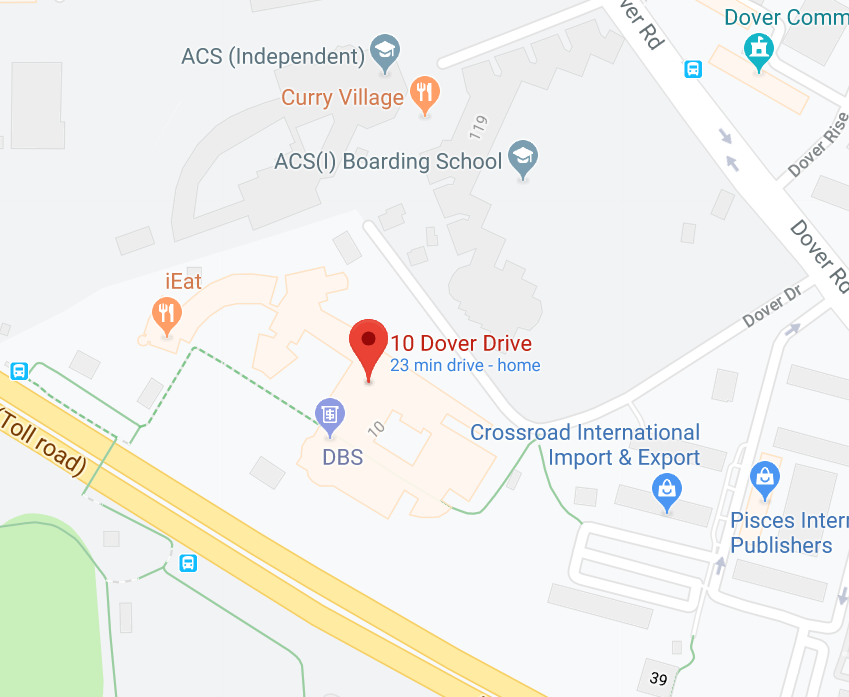 ver Rd
Dover Comm
ACS (Independent)
Curry Village
119
Dover Rise
ACS(I) Boarding School
Dover Rd
iEat
Dover Dr
10 Dover Drive
23 min drive - home
10
DBS
Crossroad International
Import & Export
(Toll road)
Pisces Intern
Publishers
39